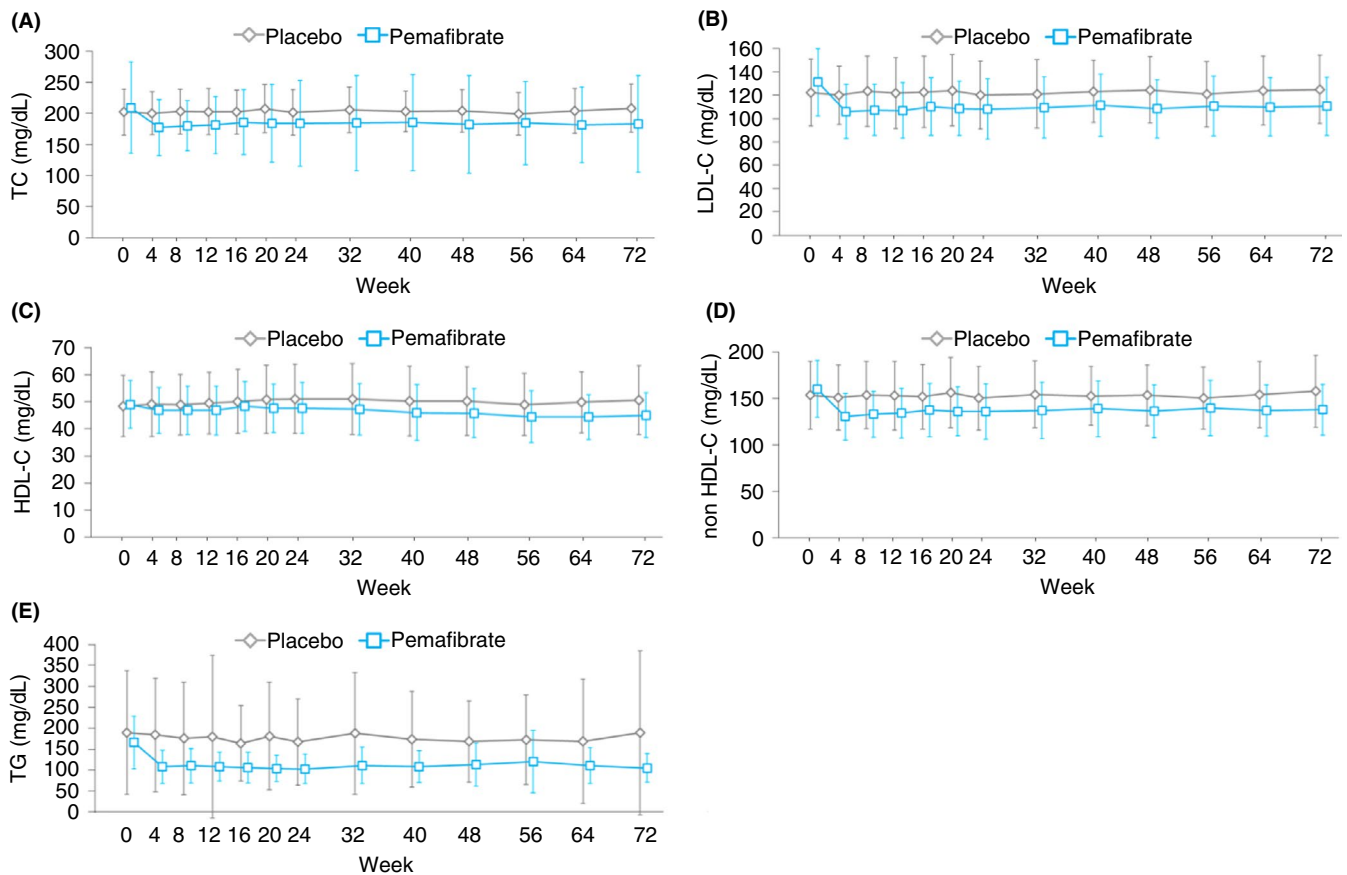 (A)
Placebo Pemafibrate
TC (mg/dL)
300
250
200
150
100
50
0
0 4 8 12 16 20 24 32 40 48 56 64 72
Week
(B)
Placebo Pemafibrate
LDL-C (mg/dL)
160
140
120
100
80
60
40
20
0
0 4 8 12 16 20 24 32 40 48 56 64 72
Week
(C)
Placebo Pemafibrate
HDL-C (mg/dL)
70
60
50
40
30
20
10
0
0 4 8 12 16 20 24 32 40 48 56 64 72
Week
(D)
Placebo Pemafibrate
non HDL-C (mg/dL)
200
150
100
50
0
0 4 8 12 16 20 24 32 40 48 56 64 72
Week
(E)
Placebo Pemafibrate
TG (mg/dL)
400
350
300
250
200
150
100
50
0
0 4 8 12 16 20 24 32 40 48 56 64 72
Week